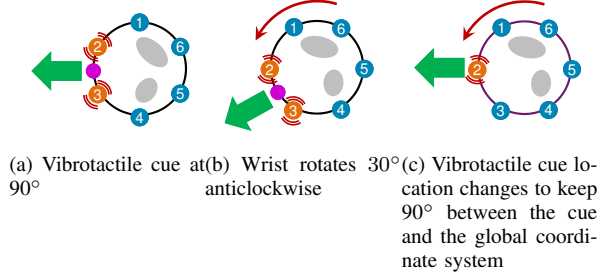 1
2
6
3
5
4
1
6
2
5
3
4
1
6
2
5
3
4
(a) Vibrotactile cue at
90°
(b) Wrist rotates 30°
anticlockwise
(c) Vibrotactile cue lo-
cation changes to keep
90° between the cue
and the global coordi-
nate system